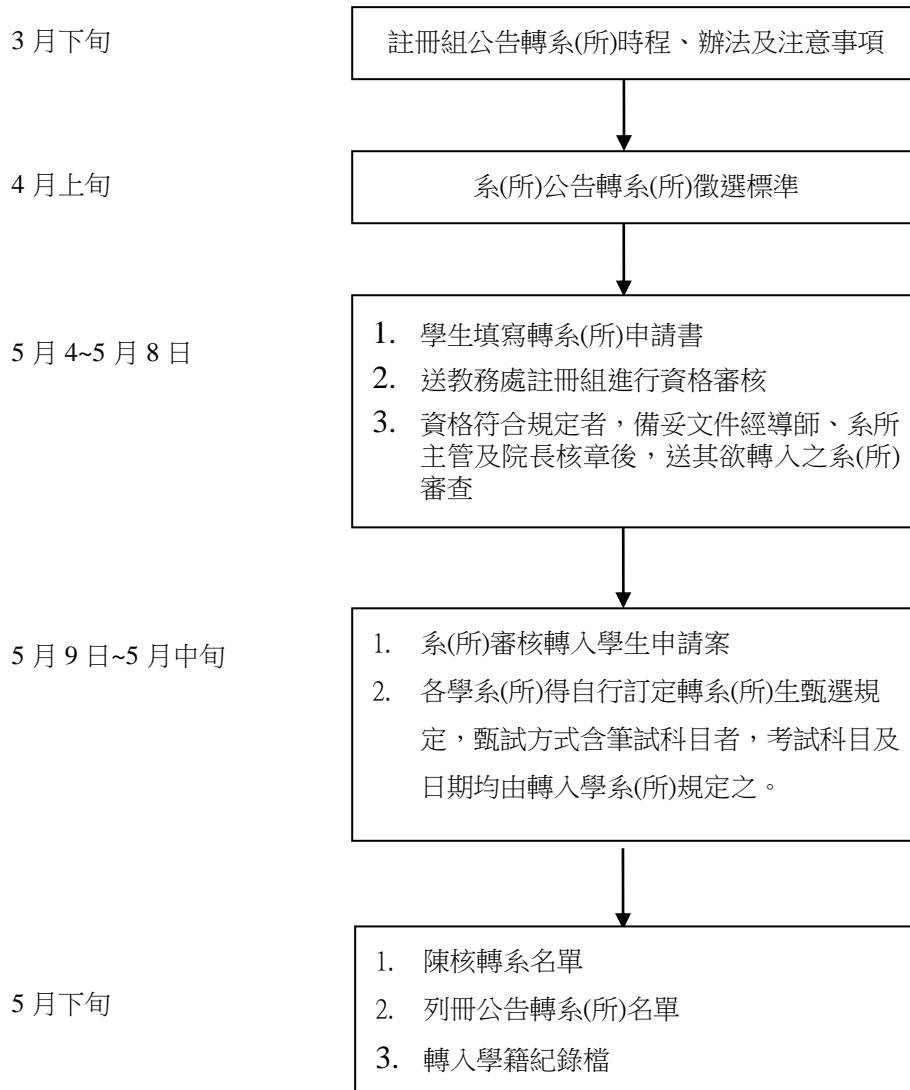 3 月下旬
註冊組公告轉系(所)時程、辦法及注意事項
4 月上旬
系(所)公告轉系(所)徵選標準
5 月 4~5 月 8 日
1. 學生填寫轉系(所)申請書
2. 送教務處註冊組進行資格審核
3. 資格符合規定者，備妥文件經導師、系所
主管及院長核章後，送其欲轉入之系(所)
審查
5 月 9 日~5 月中旬
1. 系(所)審核轉入學生申請案
2. 各學系(所)得自行訂定轉系(所)生甄選規
定，甄試方式含筆試科目者，考試科目及
日期均由轉入學系(所)規定之。
5 月下旬
1. 陳核轉系名單
2. 列冊公告轉系(所)名單
3. 轉入學籍紀錄檔